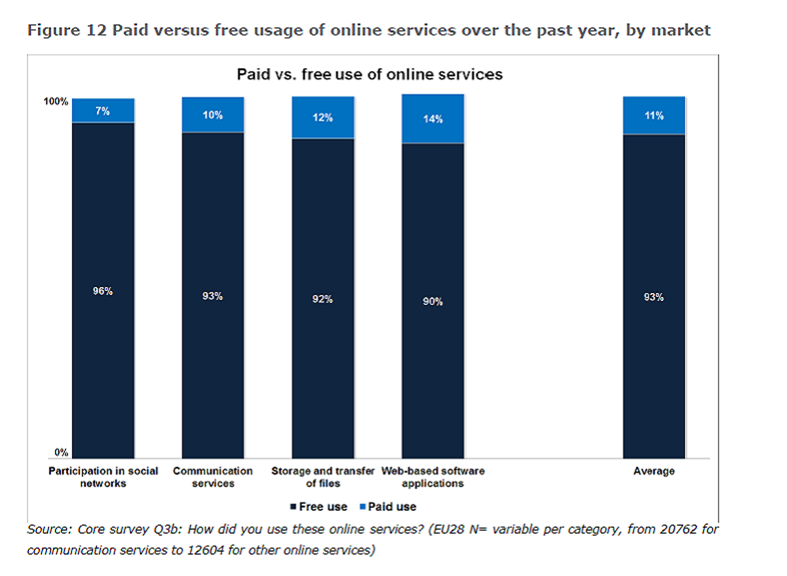 Figure 12 Paid versus free usage of online services over the past year, by market
Paid vs. free use of online services
100%
7%
10%
12%
14%
11%
96%
93%
92%
90%
93%
0%
Participation in social networks
Communication services
Storage and transfer of files
Web-based software applications
Average
Free use
Paid use
Source: Core survey Q3b: How did you use these online services? (EU28 N= variable per category, from 20762 for
communication services to 12604 for other online services)